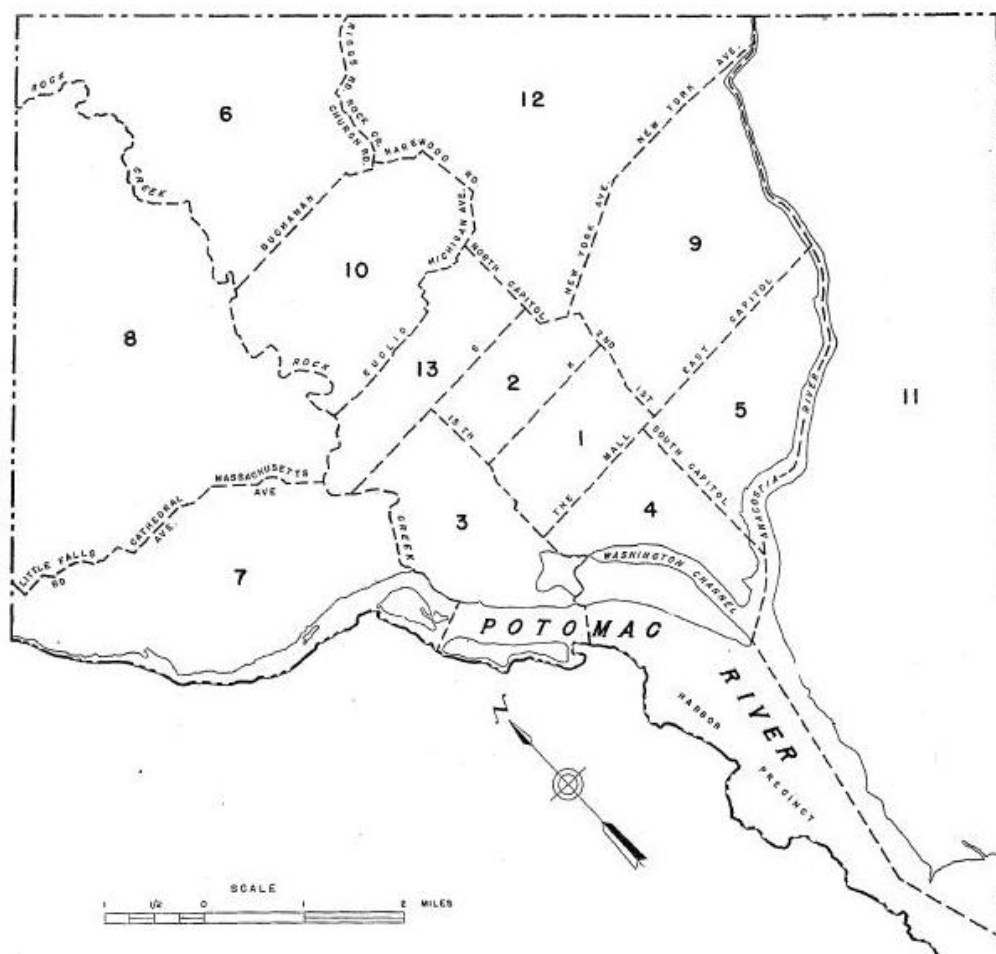 ROCK
CREEK
6
RIGGS RD.
ROCK CR.
CHURCH RD.
HAREWOOD RD
12
NEW YORK AVE.
NEW YORK AVE.
BUCHANAN
MICHIGAN AVE.
NORTH CAPITOL
9
10
8
EUCLID
ROCK
13
2
K
2ND
1ST
EAST CAPITOL
11
15TH
1
5
THE MALL
SOUTH CAPITOL
ANACOSTIA RIVER
MASSACHUSETTS
AVE
CATHEDRAL
AVE.
LITTLE FALLS
RD
7
CREEK
3
4
WASHINGTON CHANNEL
POTOMAC
RIVER
HARBOR
PRECINCT
N
SCALE
1 1/2 0 1 2 MILES